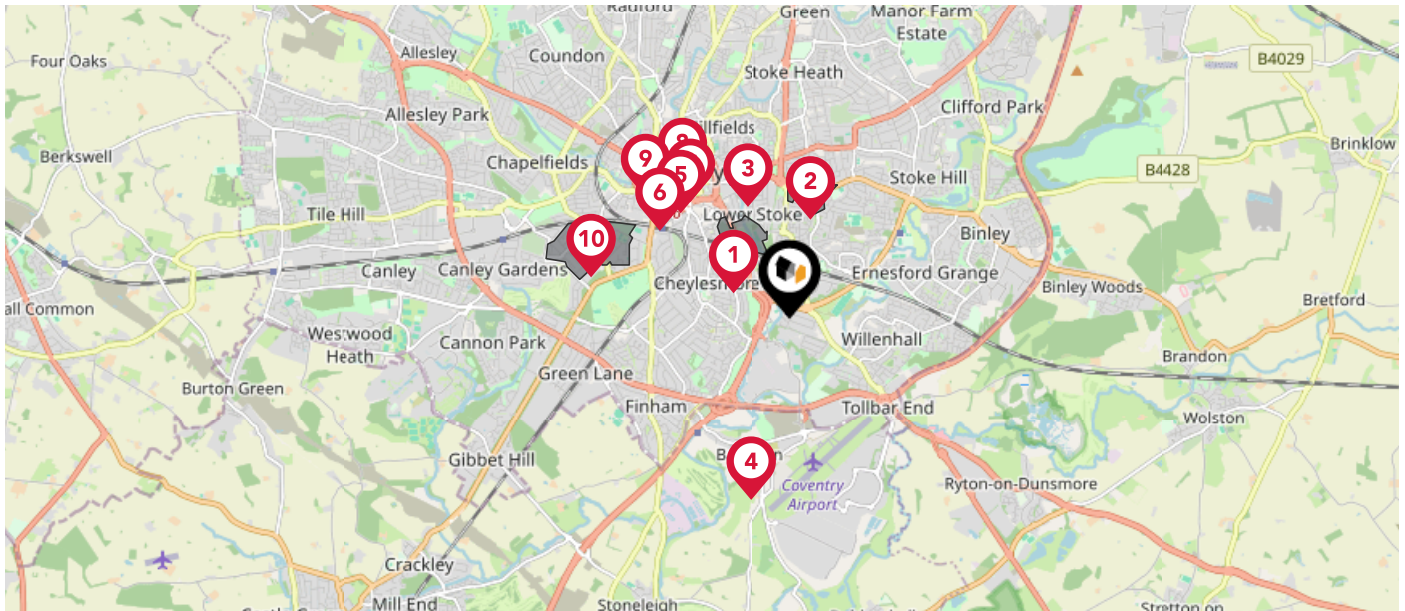 Radford
Green
Manor Farm
Estate
Allesley
Coundon
Four Oaks
B4029
Stoke Heath
Clifford Park
Allesley Park
Brinklow
Berkswell
Chapelfields
B4428
Stoke Hill
9
5
3
2
6
Tile Hill
Lower Stoke
Binley
10
1
Canley
Canley Gardens
Cheylesmore
Ernesford Grange
Binley Woods
Bretford
Common
Westwood
Heath
Cannon Park
Willenhall
Brandon
Green Lane
Burton Green
Finham
Tollbar End
Wolston
4
Gibbet Hill
Coventry
Airport
Ryton-on-Dunsmore
Crackley
Mill End
Stoneleigh
Stretton on